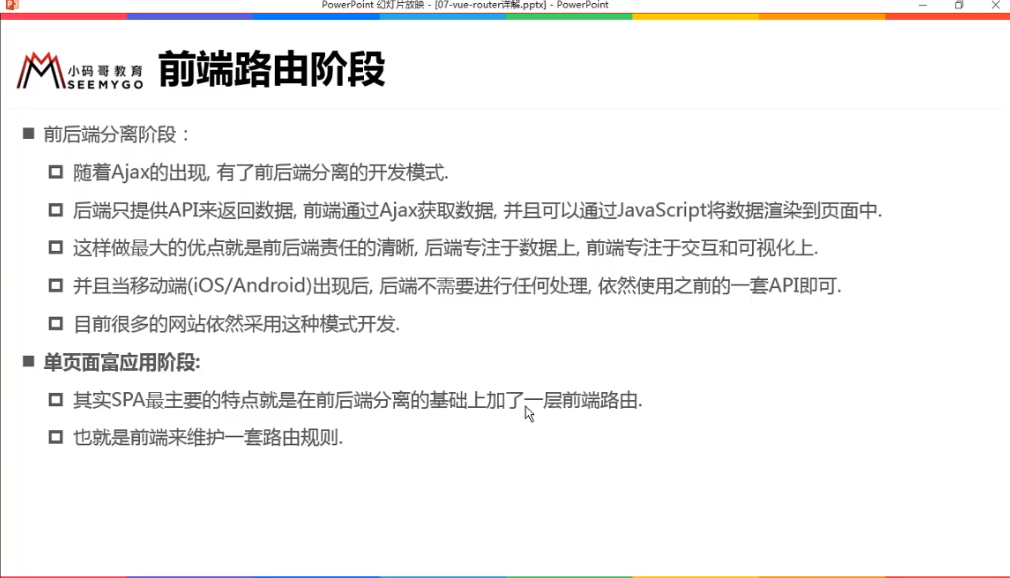 PowerPoint 幻灯片放映 - [07-vue-router详解.pptx] - PowerPoint
小码哥教育
SEEMYGO
前端路由阶段
前后端分离阶段：
随着Ajax的出现, 有了前后端分离的开发模式.
后端只提供API来返回数据, 前端通过Ajax获取数据, 并且可以通过JavaScript将数据渲染到页面中.
这样做最大的优点就是前后端责任的清晰, 后端专注于数据上, 前端专注于交互和可视化上.
并且当移动端(iOS/Android)出现后, 后端不需要进行任何处理, 依然使用之前的一套API即可.
目前很多的网站依然采用这种模式开发.
单页面富应用阶段:
其实SPA最主要的特点就是在前后端分离的基础上加了一层前端路由.
也就是前端来维护一套路由规则.